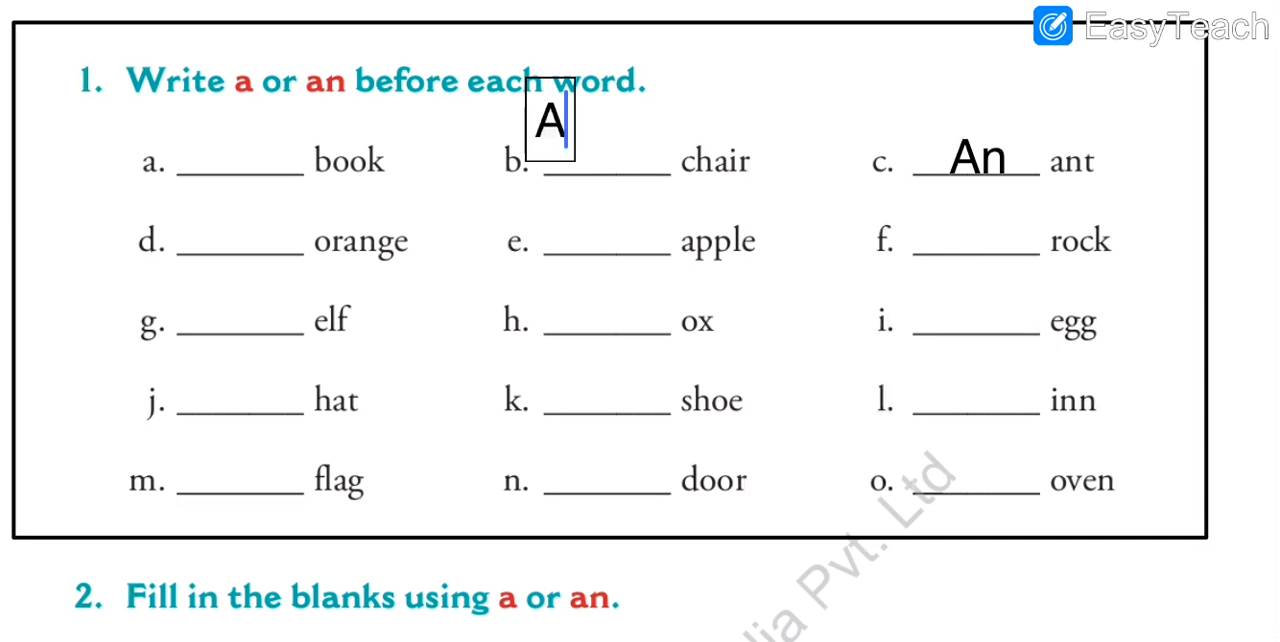 EasyTeach
1. Write a or an before each word.
A
a. ________ book b. ________ chair c. An ant
d. ________ orange e. ________ apple f. ________ rock
g. ________ elf h. ________ ox i. ________ egg
j. ________ hat k. ________ shoe l. ________ inn
m. ________ flag n. ________ door o. ________ oven
2. Fill in the blanks using a or an.
Pvt. Ltd